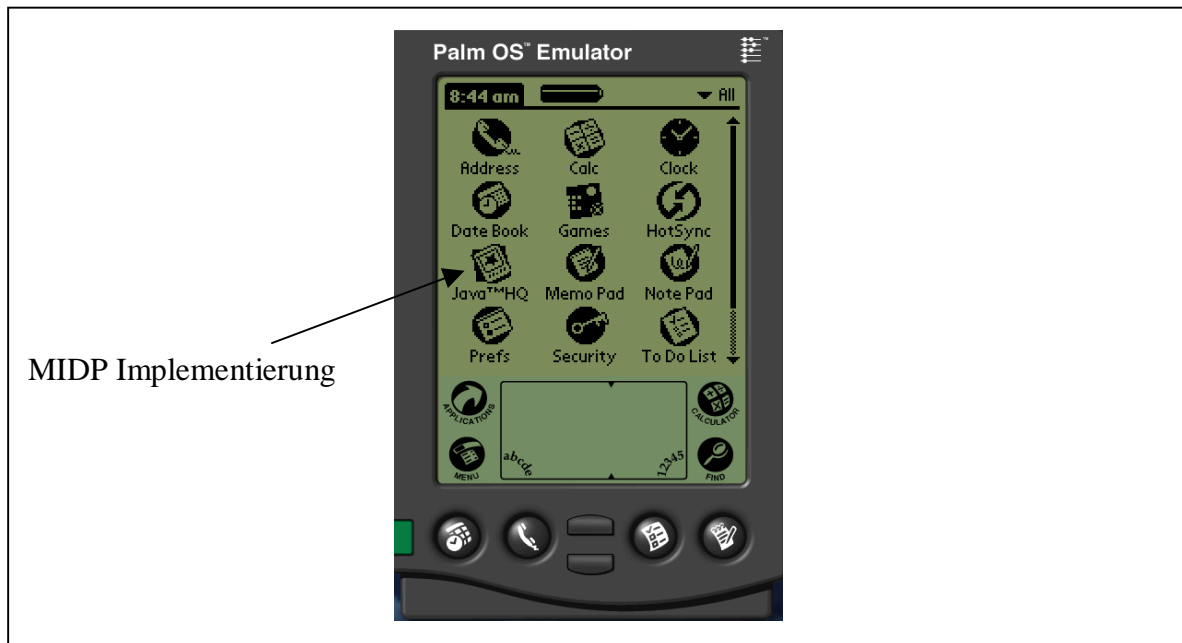 Palm OS™ Emulator
8:44 am
All
Address Calc Clock
Date Book Games HotSync
Java™HQ Memo Pad Note Pad
Prefs Security To Do List
MIDP Implementierung
APPLICATIONS
CALCULATOR
MENU
abcde
12345
FIND